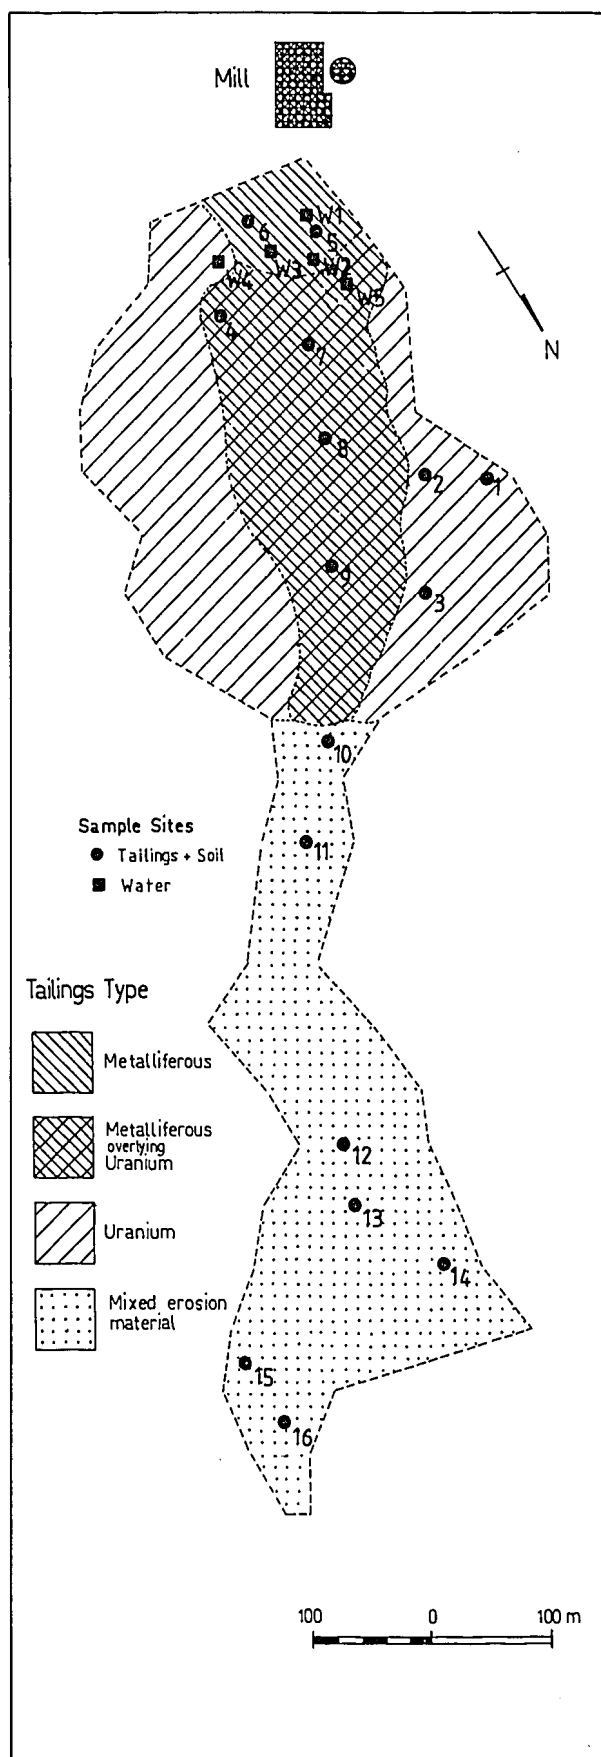 Mill
W1
6
5
W3
W2
W4
W5
N
4
7
8
2
1
9
3
10
11
Sample Sites
Tailings + Soil
Water
Tailings Type
Metalliferous
Metalliferous
overlying
Uranium
Uranium
Mixed erosion
material
12
13
14
15
16
100 0 100 m